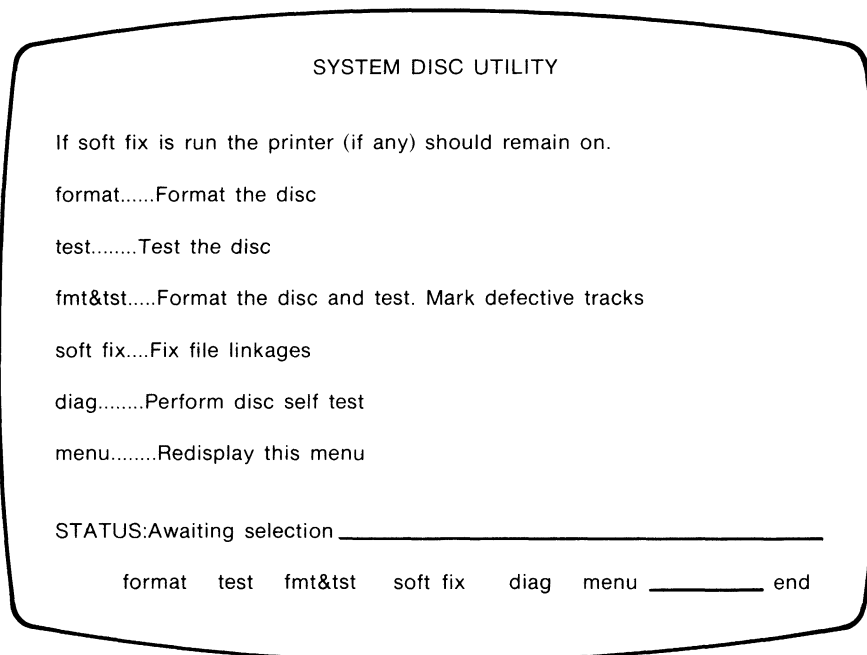 SYSTEM DISC UTILITY
If soft fix is run the printer (if any) should remain on.
format......Format the disc
test........Test the disc
fmt&tst.....Format the disc and test. Mark defective tracks
soft fix....Fix file linkages
diag........Perform disc self test
menu........Redisplay this menu
STATUS:Awaiting selection
format test fmt&tst soft fix diag menu end